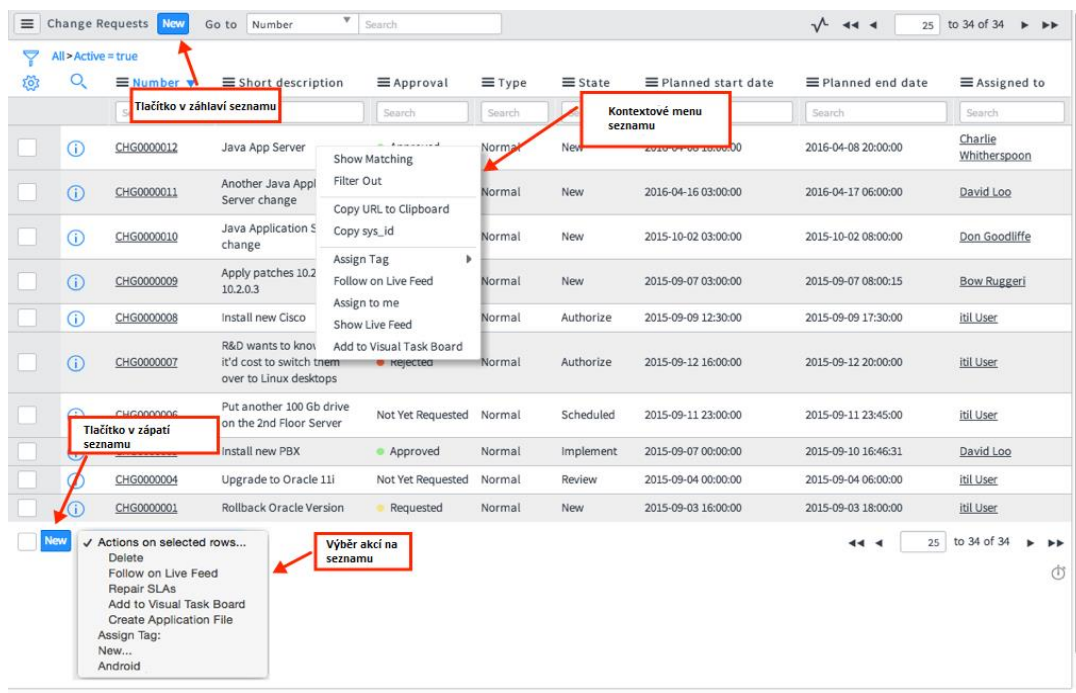 Change Requests New Go to Number Search 25 to 34 of 34
All > Active = true
Number Short description Approval Type State Planned start date Planned end date Assigned to
Tlačítko v záhlaví seznamu
Kontextové menu
seznamu
Search Search Search Search
CHG0000012 Java App Server Normal New 2016-04-08 20:00:00 Charlie
Whitherspoon
CHG0000011 Another Java Appl Normal New 2016-04-16 03:00:00 2016-04-17 06:00:00 David Loo
Server change
CHG0000010 Java Application Normal New 2015-10-02 03:00:00 2015-10-02 08:00:00 Don Goodliffe
change
CHG0000009 Apply patches Normal New 2015-09-07 03:00:00 2015-09-07 08:00:15 Bow Ruggeri
10.2.0.3
CHG0000008 Install new Cisco Normal Authorize 2015-09-09 12:30:00 2015-09-09 17:30:00 itil User
CHG0000007 R&D wants to Rejected Normal Authorize 2015-09-12 16:00:00 2015-09-12 20:00:00 itil User
it'd cost to switch them
over to Linux desktops
Show Matching
Filter Out
Copy URL to Clipboard
Copy sys_id
Assign Tag
Follow on Live Feed
Assign to me
Show Live Feed
Add to Visual Task Board
Put another 100 Gb drive Not Yet Requested Normal Scheduled 2015-09-11 23:00:00 2015-09-11 23:45:00 itil User
on the 2nd Floor Server
Tlačítko v zápatí
seznamu
Install new PBX Approved Normal Implement 2015-09-07 00:00:00 2015-09-10 16:46:31 David Loo
CHG0000004 Upgrade to Oracle 11i Not Yet Requested Normal Review 2015-09-04 00:00:00 2015-09-04 06:00:00 itil User
CHG0000001 Rollback Oracle Version Requested Normal New 2015-09-03 16:00:00 2015-09-03 18:00:00 itil User
New 25 to 34 of 34
✓ Actions on selected rows...
Delete
Follow on Live Feed
Repair SLAs
Add to Visual Task Board
Create Application File
Assign Tag:
New...
Android
Výběr akcí na
seznamu